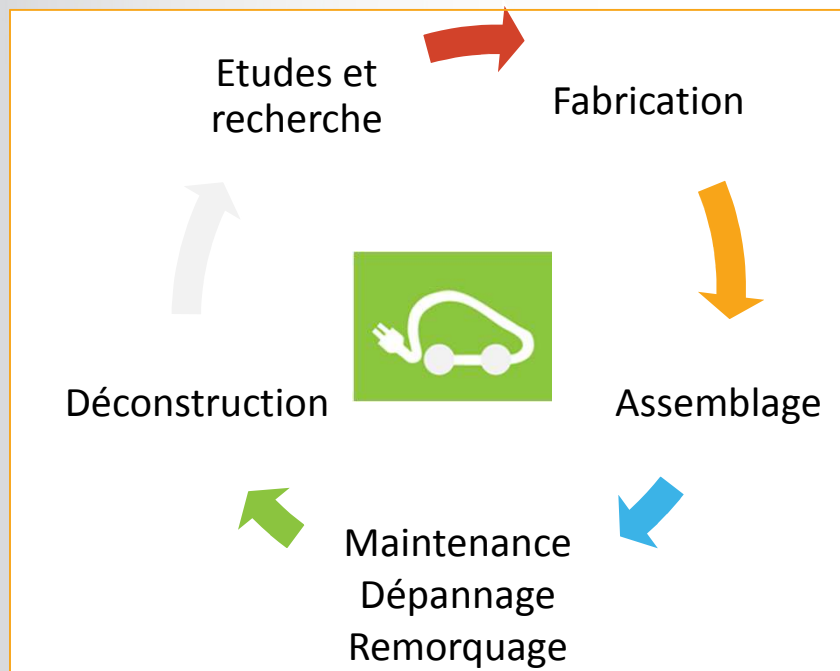 Etudes et
recherche
Fabrication
Assemblage
Maintenance
Dépannage
Remorquage
Déconstruction